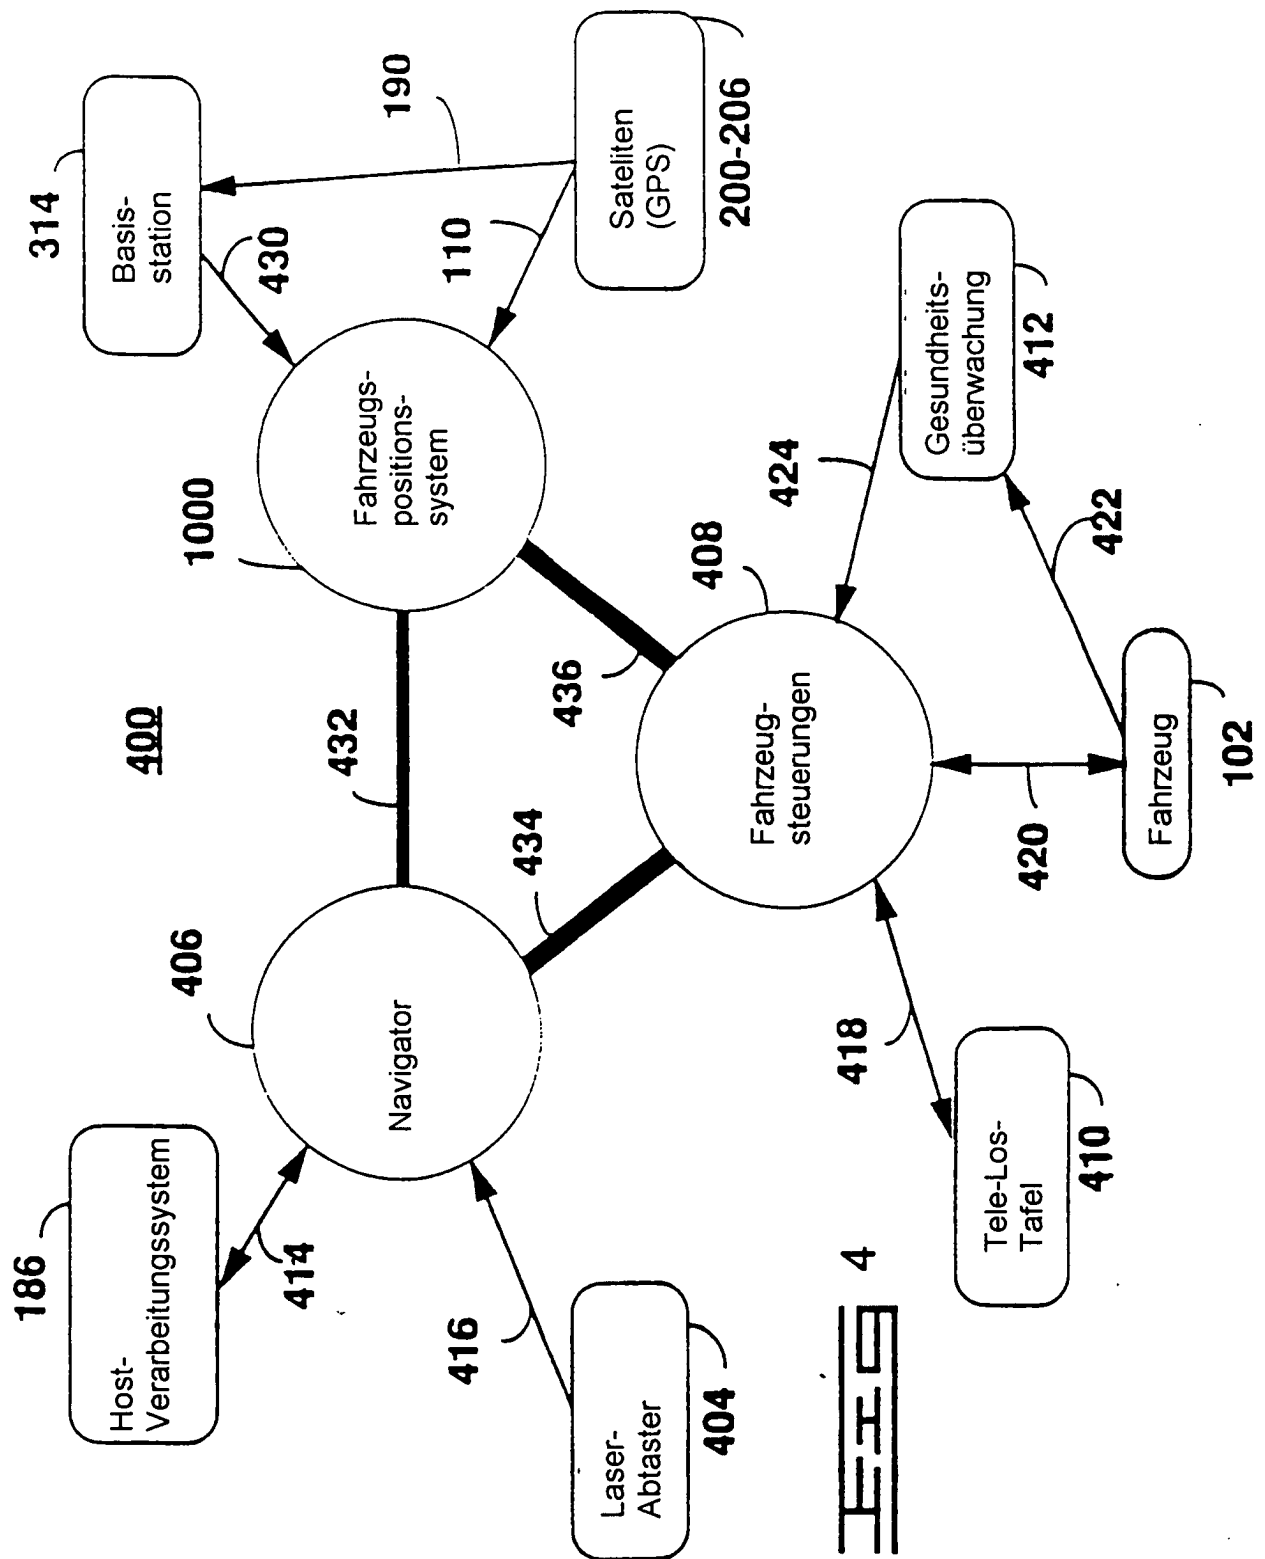 400
186
Host-
Verarbeitungssystem
414
406
Navigator
432
1000
Fahrzeugs-
positions-
system
314
Basis-
station
430
190
110
Sateliten
(GPS)
200-206
416
Laser-
Abtaster
404
434
436
408
Fahrzeug-
steuerungen
424
Gesundheits-
überwachung
412
422
418
Tele-Los-
Tafel
410
420
Fahrzeug
102
FIG 4